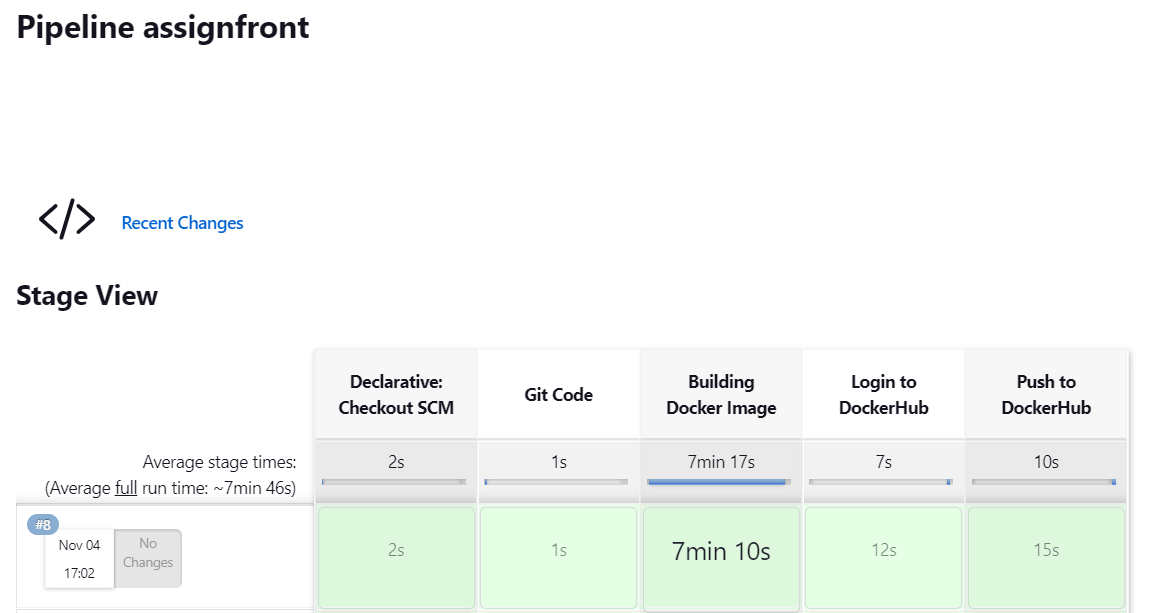 Pipeline assignfront
Recent Changes
Stage View
Declarative:
Checkout SCM
Git Code
Building
Docker Image
Login to
DockerHub
Push to
DockerHub
Average stage times:
(Average full run time: ~7min 46s)
2s
1s
7min 17s
7s
10s
#8
Nov 04
17:02
No
Changes
2s
1s
7min 10s
12s
15s